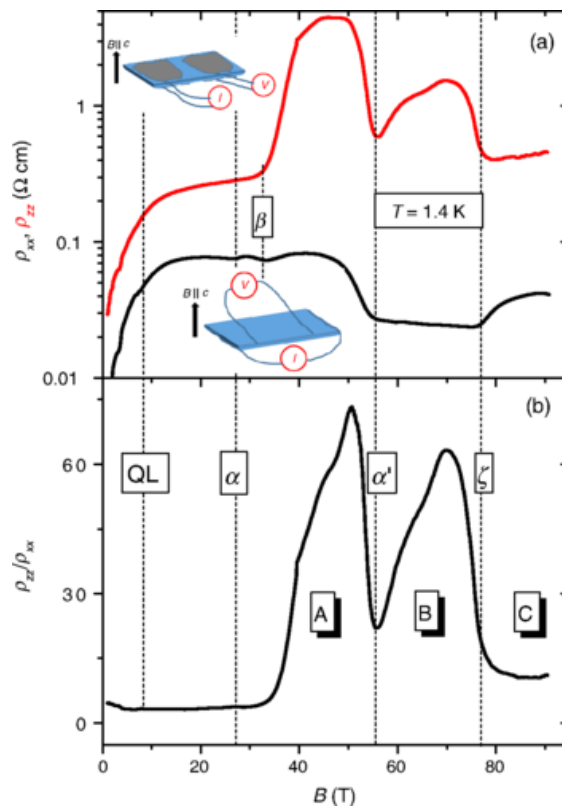 (a)
B∥c
V
I
1
ρxx, ρzz (Ω cm)
T = 1.4 K
β
0.1
B∥c
V
I
0.01
(b)
60
QL
α
α'
ζ
ρzz/ρxx
30
A
B
C
0
0
20
40
60
80
B (T)